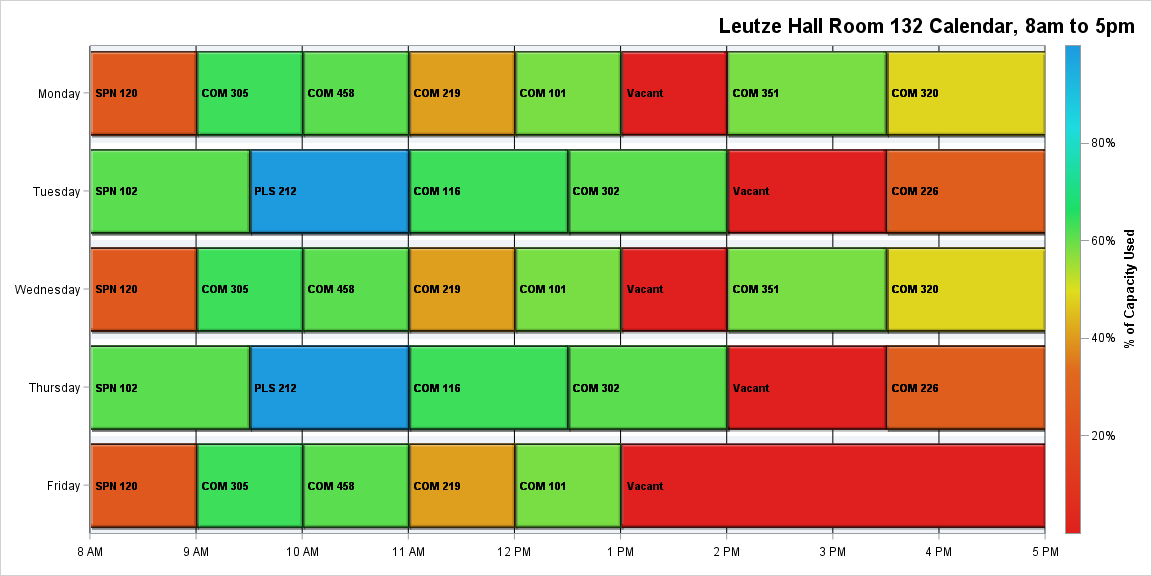 Leutze Hall Room 132 Calendar, 8am to 5pm
Monday
SPN 120
COM 305
COM 458
COM 219
COM 101
Vacant
COM 351
COM 320
Tuesday
SPN 102
PLS 212
COM 116
COM 302
Vacant
COM 226
Wednesday
SPN 120
COM 305
COM 458
COM 219
COM 101
Vacant
COM 351
COM 320
Thursday
SPN 102
PLS 212
COM 116
COM 302
Vacant
COM 226
Friday
SPN 120
COM 305
COM 458
COM 219
COM 101
Vacant
8 AM
9 AM
10 AM
11 AM
12 PM
1 PM
2 PM
3 PM
4 PM
5 PM
80%
60%
40%
20%
% of Capacity Used